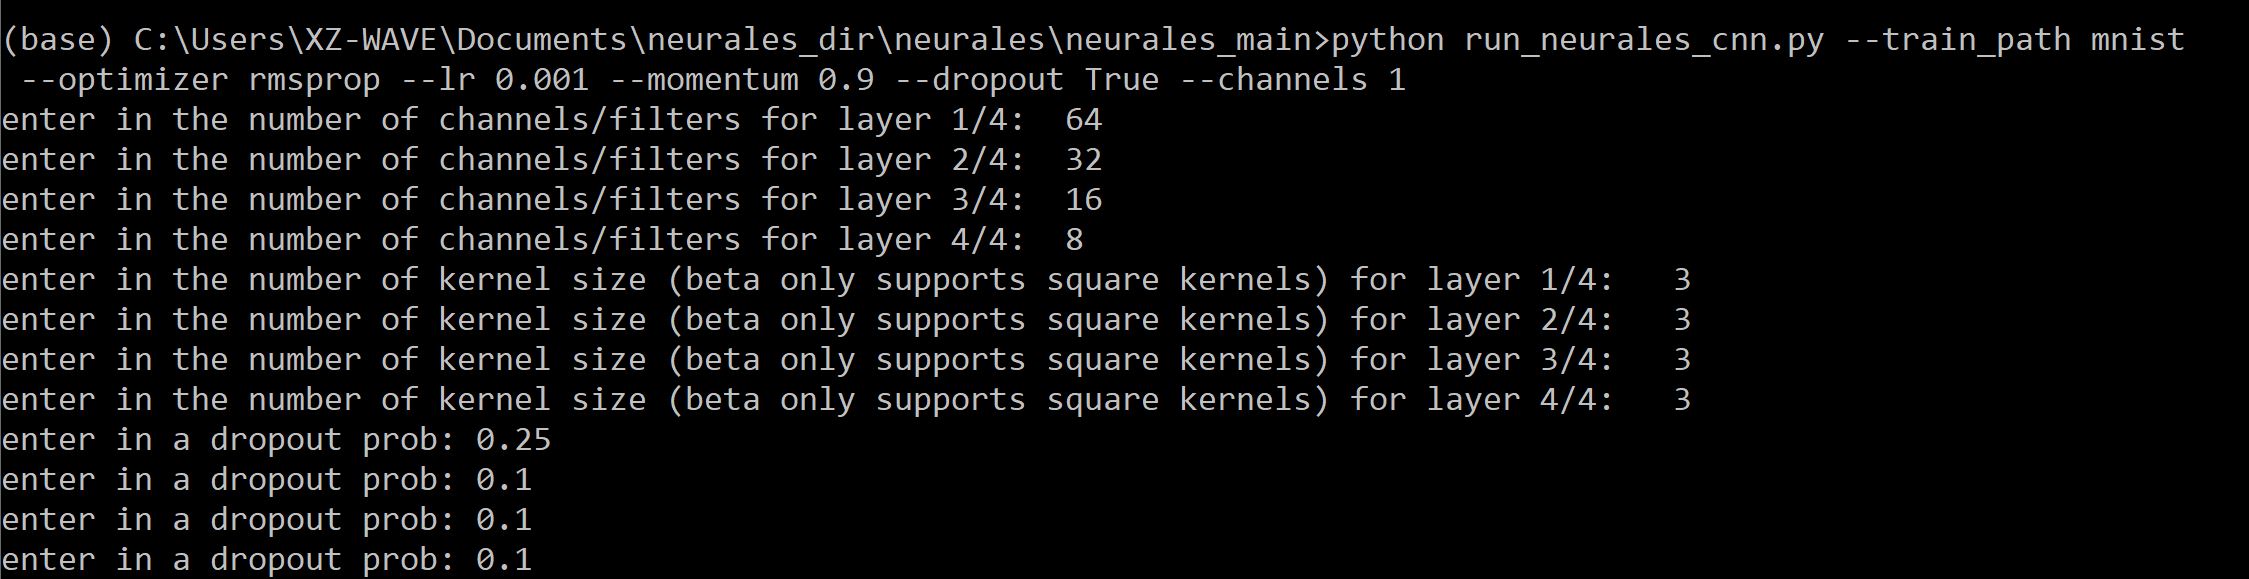 (base) C:\Users\XZ-WAVE\Documents\neurales_dir\neurales\neurales_main>python run_neurales_cnn.py --train_path mnist
--optimizer rmsprop --lr 0.001 --momentum 0.9 --dropout True --channels 1
enter in the number of channels/filters for layer 1/4:  64
enter in the number of channels/filters for layer 2/4:  32
enter in the number of channels/filters for layer 3/4:  16
enter in the number of channels/filters for layer 4/4:  8
enter in the number of kernel size (beta only supports square kernels) for layer 1/4:   3
enter in the number of kernel size (beta only supports square kernels) for layer 2/4:   3
enter in the number of kernel size (beta only supports square kernels) for layer 3/4:   3
enter in the number of kernel size (beta only supports square kernels) for layer 4/4:   3
enter in a dropout prob: 0.25
enter in a dropout prob: 0.1
enter in a dropout prob: 0.1
enter in a dropout prob: 0.1